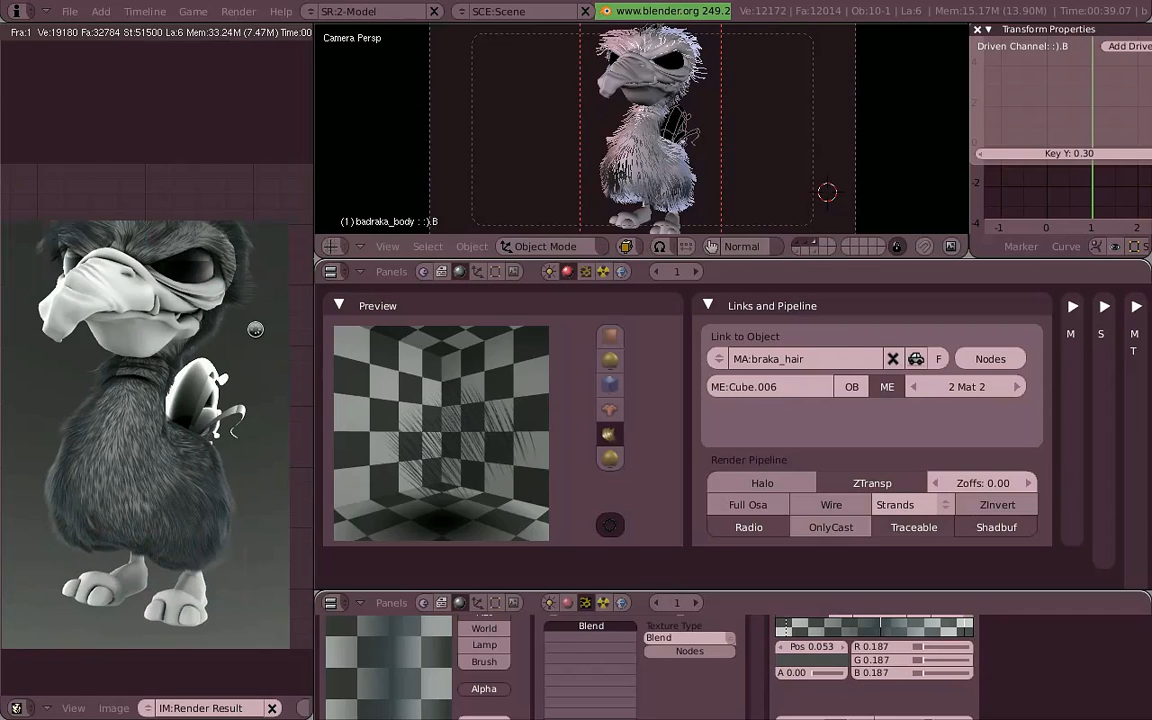 File Add Timeline Game Render Help SR:2-Model SCE:Scene www.blender.org 249.2 Ve:12172 | Fa:12014 | Ob:10-1 | La:6 | Mem:15.17M (13.90M) | Time:00:39.07 |
Fra:1 Ve:19180 Fa:32784 St:51500 La:6 Mem:33.24M (7.47M) Time:00
Camera Persp
Transform Properties
Driven Channel: :).B Add Drive
Key Y: 0.30
-2
-4
-1 0 1 2
(1) badraka_body : :).B
View Select Object Object Mode Normal Marker Curve
Panels 1
Preview
Links and Pipeline
M S M
T
Link to Object
MA:braka_hair F Nodes
ME:Cube.006 OB ME 2 Mat 2
Render Pipeline
Halo ZTransp Zoffs: 0.00
Full Osa Wire Strands ZInvert
Radio OnlyCast Traceable Shadbuf
Panels 1
World
Lamp
Brush
Alpha
Blend
Texture Type
Blend
Nodes
Pos 0.053 R 0.187
G 0.187
A 0.00 B 0.187
View Image IM:Render Result